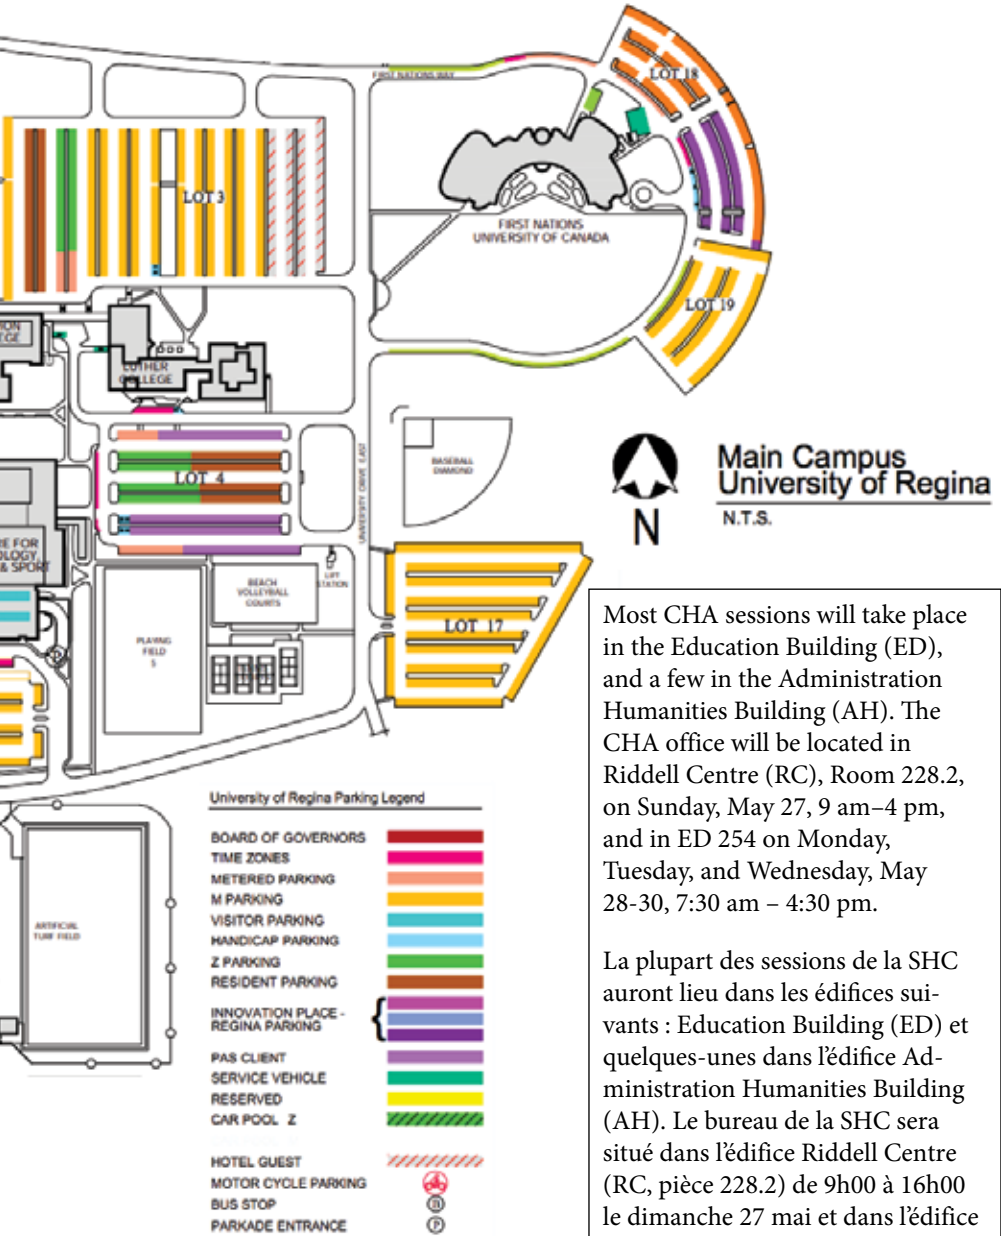 FIRST NATIONS WAY
LOT 18
LOT 3
FIRST NATIONS
UNIVERSITY OF CANADA
LOT 19
ION
EGE
LUTHER
COLLEGE
LOT 4
UNIVERSITY DRIVE EAST
BASEBALL
DIAMOND
N
Main Campus
University of Regina
N.T.S.
RE FOR
OLOGY,
& SPORT
BEACH
VOLLEYBALL
COURTS
LIFT
STATION
LOT 17
PLAYING
FIELD
5
ARTIFICIAL
TURF FIELD
University of Regina Parking Legend
BOARD OF GOVERNORS
TIME ZONES
METERED PARKING
M PARKING
VISITOR PARKING
HANDICAP PARKING
Z PARKING
RESIDENT PARKING
INNOVATION PLACE -
REGINA PARKING
PAS CLIENT
SERVICE VEHICLE
RESERVED
CAR POOL Z
HOTEL GUEST
MOTOR CYCLE PARKING
BUS STOP B
PARKADE ENTRANCE P
Most CHA sessions will take place
in the Education Building (ED),
and a few in the Administration
Humanities Building (AH). The
CHA office will be located in
Riddell Centre (RC), Room 228.2,
on Sunday, May 27, 9 am–4 pm,
and in ED 254 on Monday,
Tuesday, and Wednesday, May
28-30, 7:30 am – 4:30 pm.
La plupart des sessions de la SHC
auront lieu dans les édifices sui-
vants : Education Building (ED) et
quelques-unes dans l'édifice Ad-
ministration Humanities Building
(AH). Le bureau de la SHC sera
situé dans l'édifice Riddell Centre
(RC, pièce 228.2) de 9h00 à 16h00
le dimanche 27 mai et dans l'édifice